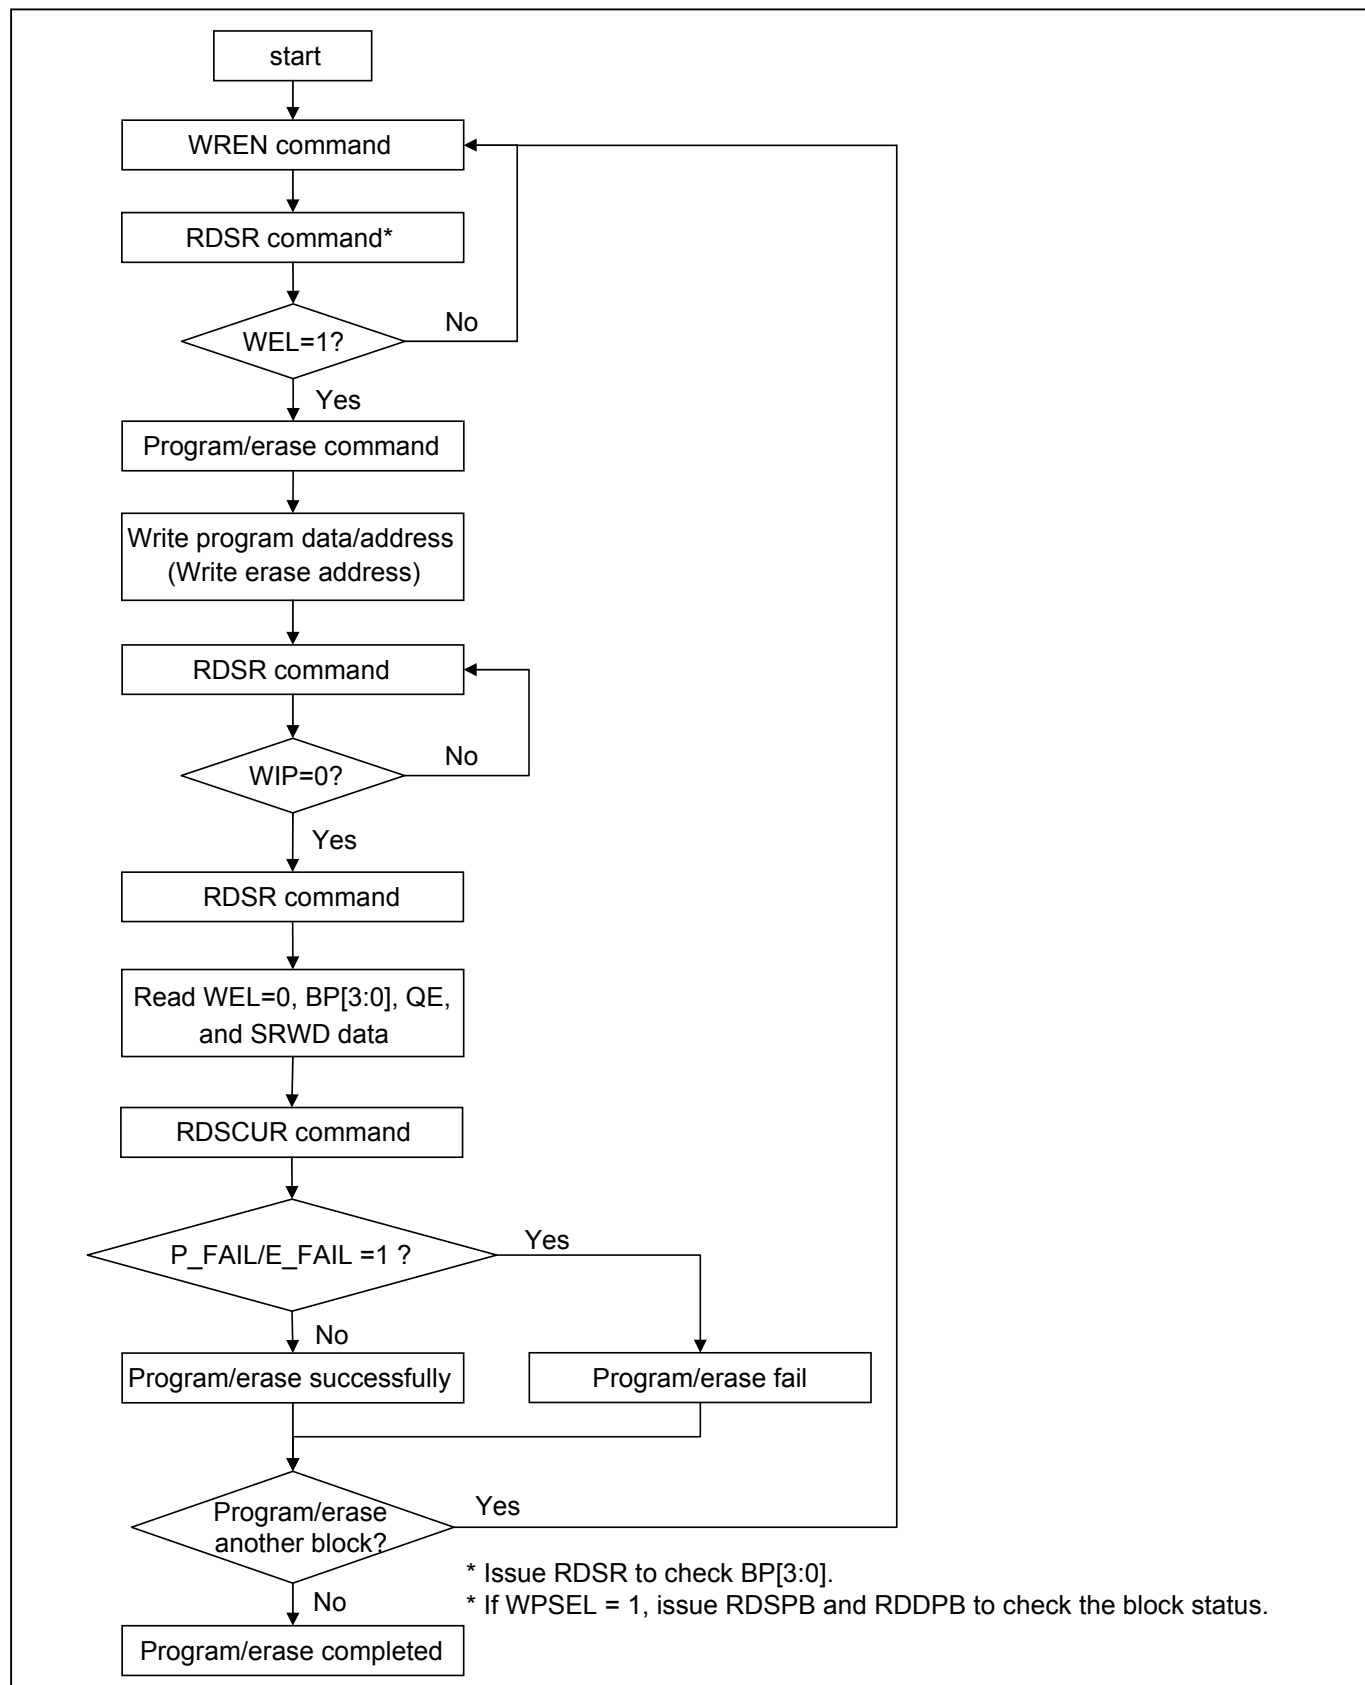 start
WREN command
RDSR command*
WEL=1?
No
Yes
Program/erase command
Write program data/address
(Write erase address)
RDSR command
WIP=0?
No
Yes
RDSR command
Read WEL=0, BP[3:0], QE,
and SRWD data
RDSCUR command
P_FAIL/E_FAIL =1 ?
Yes
No
Program/erase successfully
Program/erase fail
Program/erase
another block?
Yes
* Issue RDSR to check BP[3:0].
* If WPSEL = 1, issue RDSPB and RDDPB to check the block status.
No
Program/erase completed